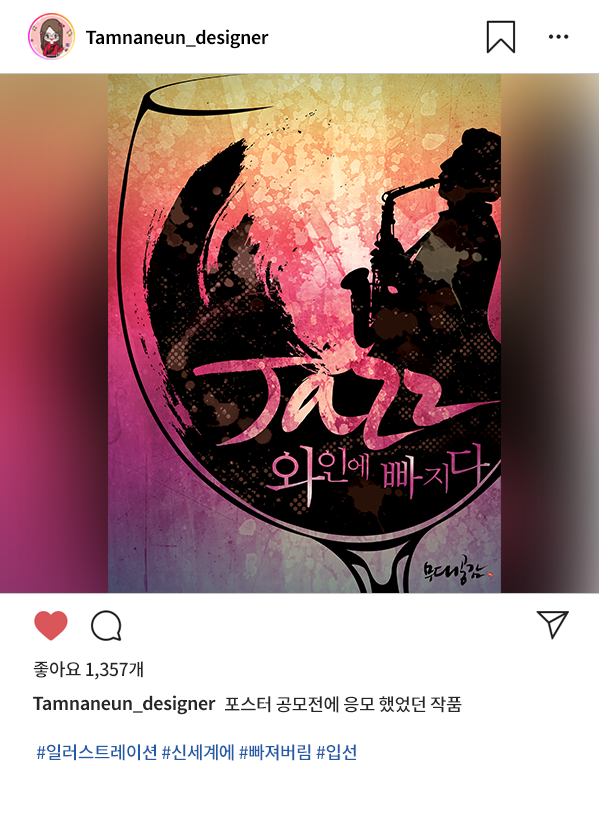 Tamnaneun_designer
Jazz
와인에 빠지다
무대공감
좋아요 1,357개
Tamnaneun_designer 포스터 공모전에 응모 했었던 작품
#일러스트레이션 #신세계에 #빠져버림 #입선